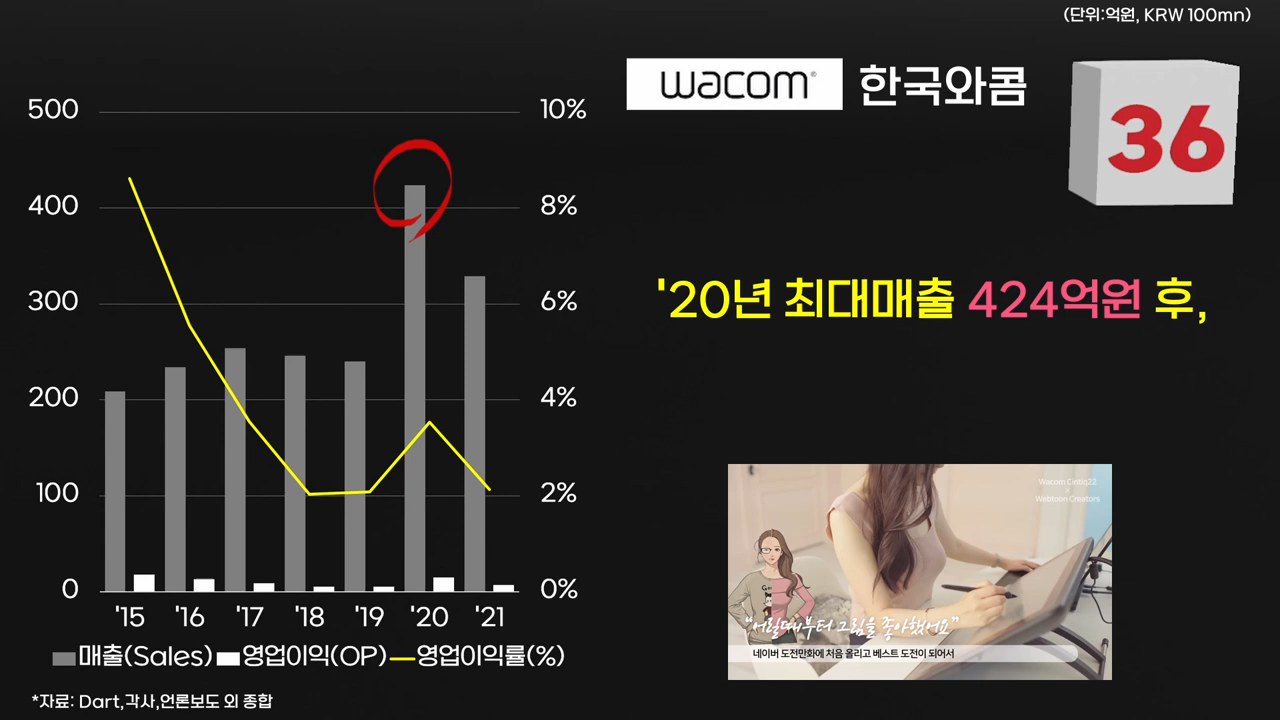 (단위:억원, KRW 100mn)
wacom® 한국와콤
36
500 10%
400 8%
300 6%
200 4%
100 2%
0 0%
'15 '16 '17 '18 '19 '20 '21
매출(Sales) 영업이익(OP) 영업이익률(%)
*자료: Dart,각사,언론보도 외 종합
'20년 최대매출 424억원 후,
Wacom Cintiq22
Webtoon Creators
“어릴때부터 그림을 좋아했어요”
네이버 도전만화에 처음 올리고 베스트 도전이 되어서